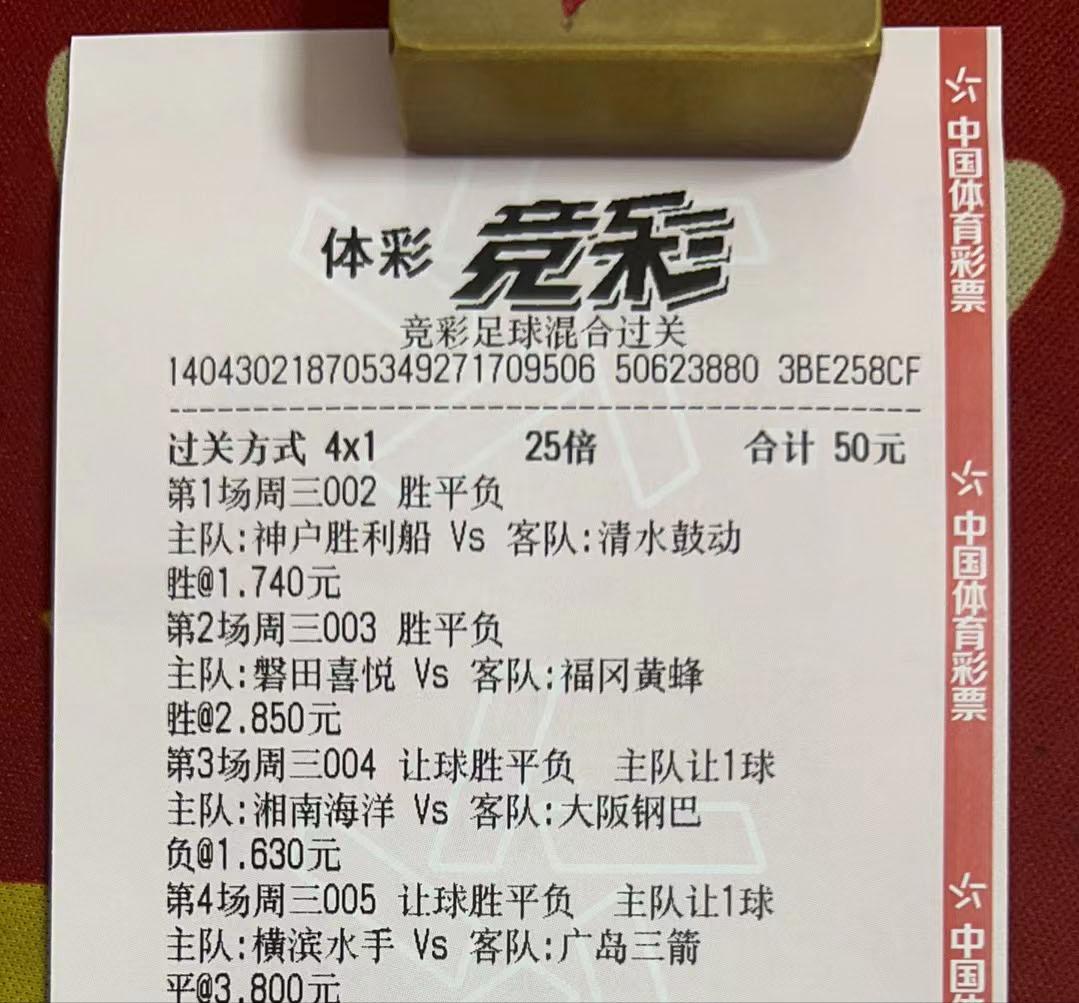 体彩 竞彩
竞彩足球混合过关
140430218705349271709506 50623880 3BE258CF
过关方式 4x1 25倍 合计 50元
第1场周三002 胜平负
主队:神户胜利船 Vs 客队:清水鼓动
胜@1.740元
第2场周三003 胜平负
主队:磐田喜悦 Vs 客队:福冈黄蜂
胜@2.850元
第3场周三004 让球胜平负 主队让1球
主队:湘南海洋 Vs 客队:大阪钢巴
负@1.630元
第4场周三005 让球胜平负 主队让1球
主队:横滨水手 Vs 客队:广岛三箭
平@3.800元
中国体育彩票
中国体育彩票
中国体